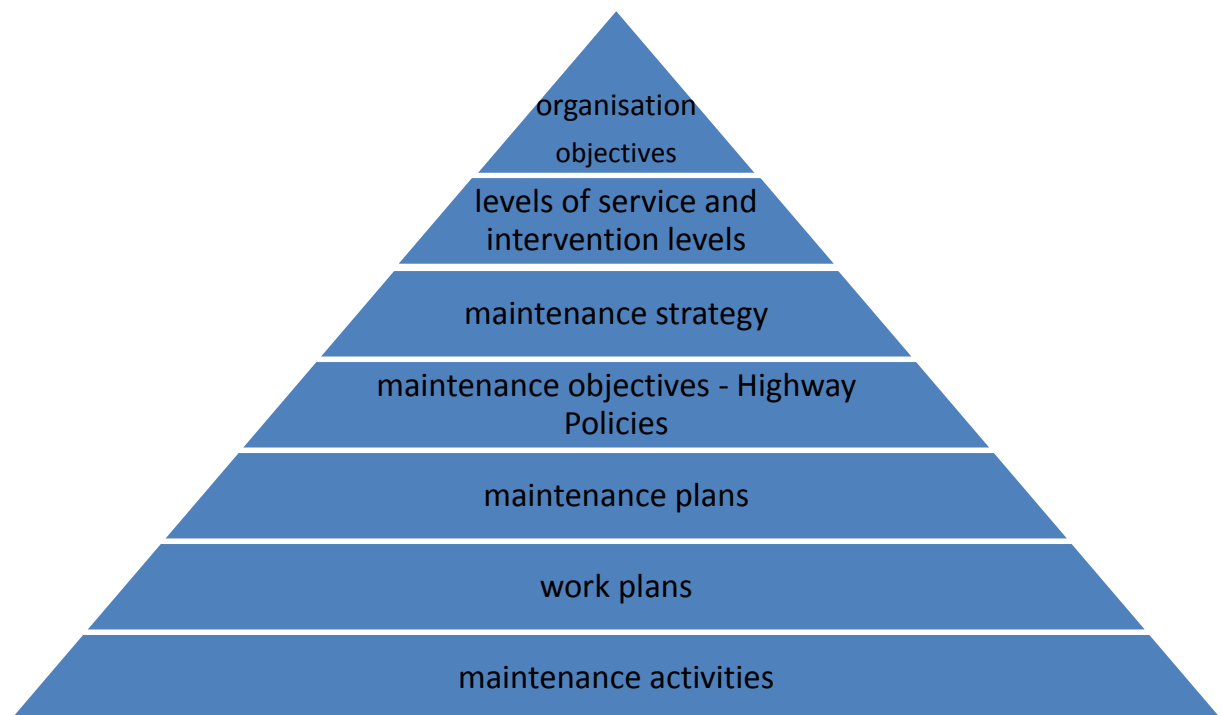 organisation
objectives
levels of service and
intervention levels
maintenance strategy
maintenance objectives - Highway
Policies
maintenance plans
work plans
maintenance activities